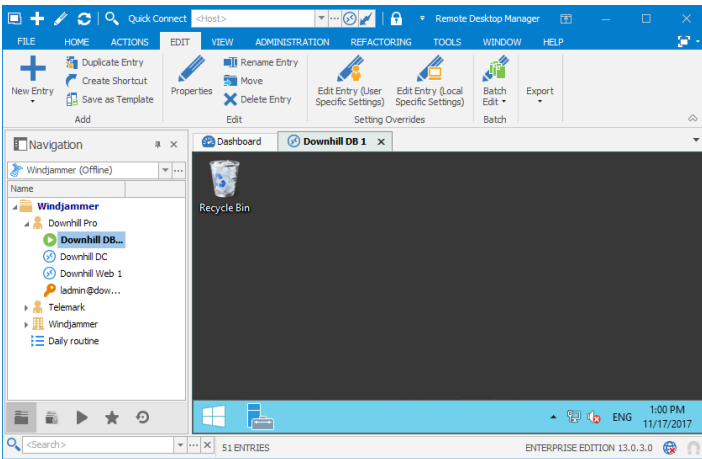 Quick Connect <Host> Remote Desktop Manager
FILE HOME ACTIONS EDIT VIEW ADMINISTRATION REFACTORING TOOLS WINDOW HELP
New Entry
Duplicate Entry
Create Shortcut
Save as Template
Add
Properties
Rename Entry
Move
Delete Entry
Edit
Edit Entry (User
Specific Settings)
Edit Entry (Local
Specific Settings)
Setting Overrides
Batch
Edit
Batch
Export
Navigation
Dashboard
Downhill DB 1
Windjammer (Offline)
Name
Windjammer
Downhill Pro
Downhill DB...
Downhill DC
Downhill Web 1
ladmin@dow...
Telemark
Windjammer
Daily routine
Recycle Bin
ENG
1:00 PM
11/17/2017
<Search>
51 ENTRIES
ENTERPRISE EDITION 13.0.3.0